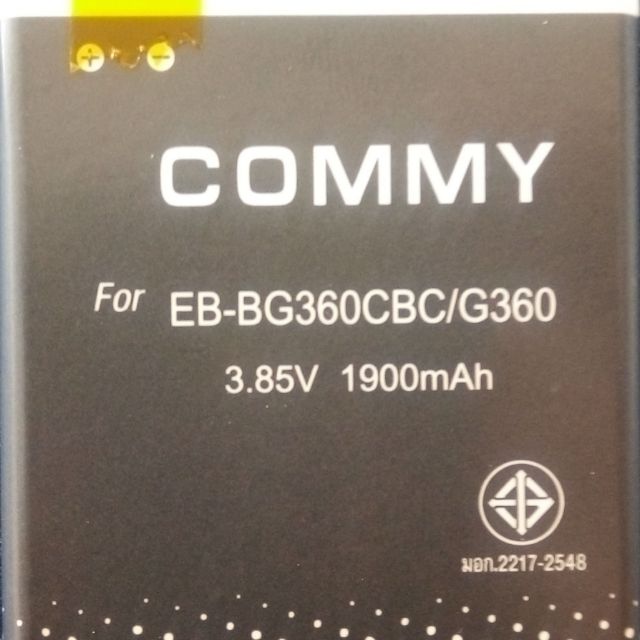 + -
COMMY
For EB-BG360CBC/G360
3.85V 1900mAh
มอก.2217-2548